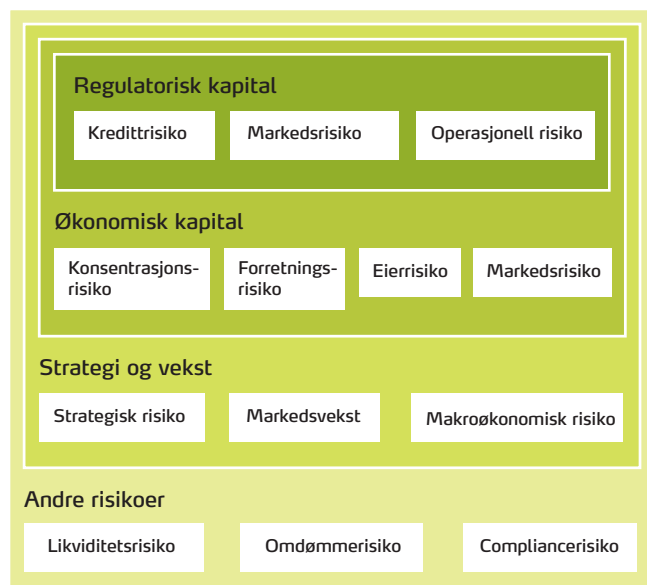 Regulatorisk kapital
Kredittrisiko
Markedsrisiko
Operasjonell risiko
Økonomisk kapital
Konsentrasjons-
risiko
Forretnings-
risiko
Eierrisiko
Markedsrisiko
Strategi og vekst
Strategisk risiko
Markedsvekst
Makroøkonomisk risiko
Andre risikoer
Likviditetsrisiko
Omdømmerisiko
Compliancerisiko